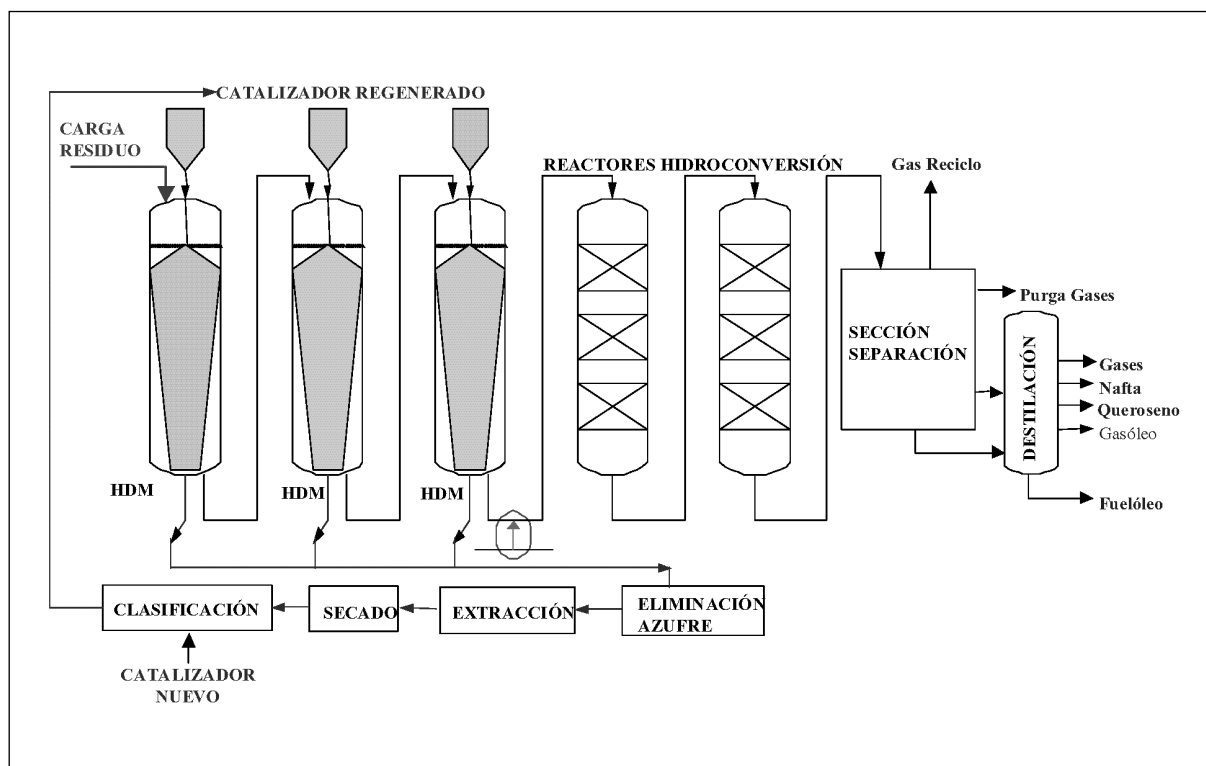 CATALIZADOR REGENERADO
CARGA
RESIDUO
REACTORES HIDROCONVERSIÓN
Gas Reciclo
Purga Gases
SECCIÓN
SEPARACIÓN
DESTILACIÓN
Gases
Nafta
Queroseno
Gasóleo
Fuelóleo
HDM
HDM
HDM
CLASIFICACIÓN
SECADO
EXTRACCIÓN
ELIMINACIÓN
AZUFRE
CATALIZADOR
NUEVO